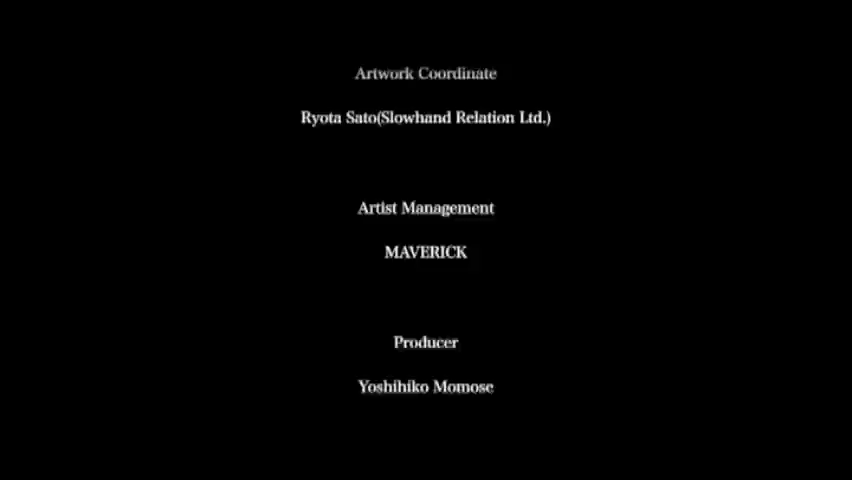 Artwork Coordinate
Ryota Sato(Slowhand Relation Ltd.)
Artist Management
MAVERICK
Producer
Yoshihiko Momose